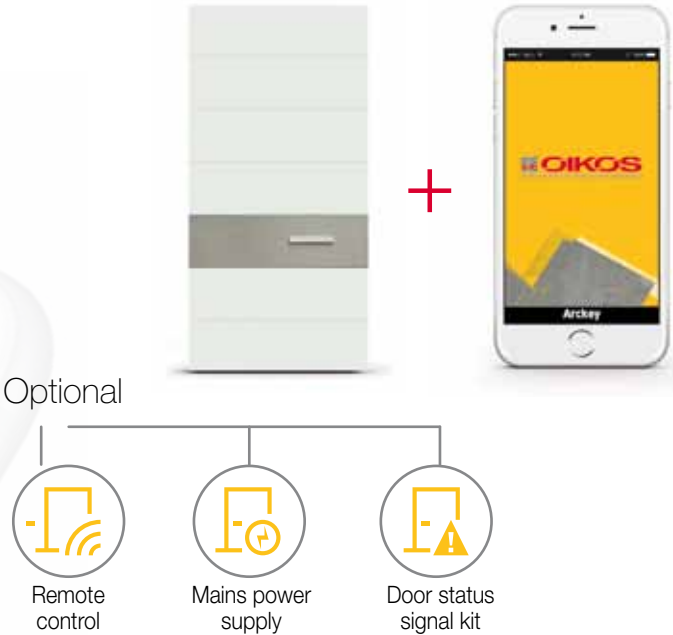 OIKOS
Arckey
Optional
Remote
control
Mains power
supply
Door status
signal kit